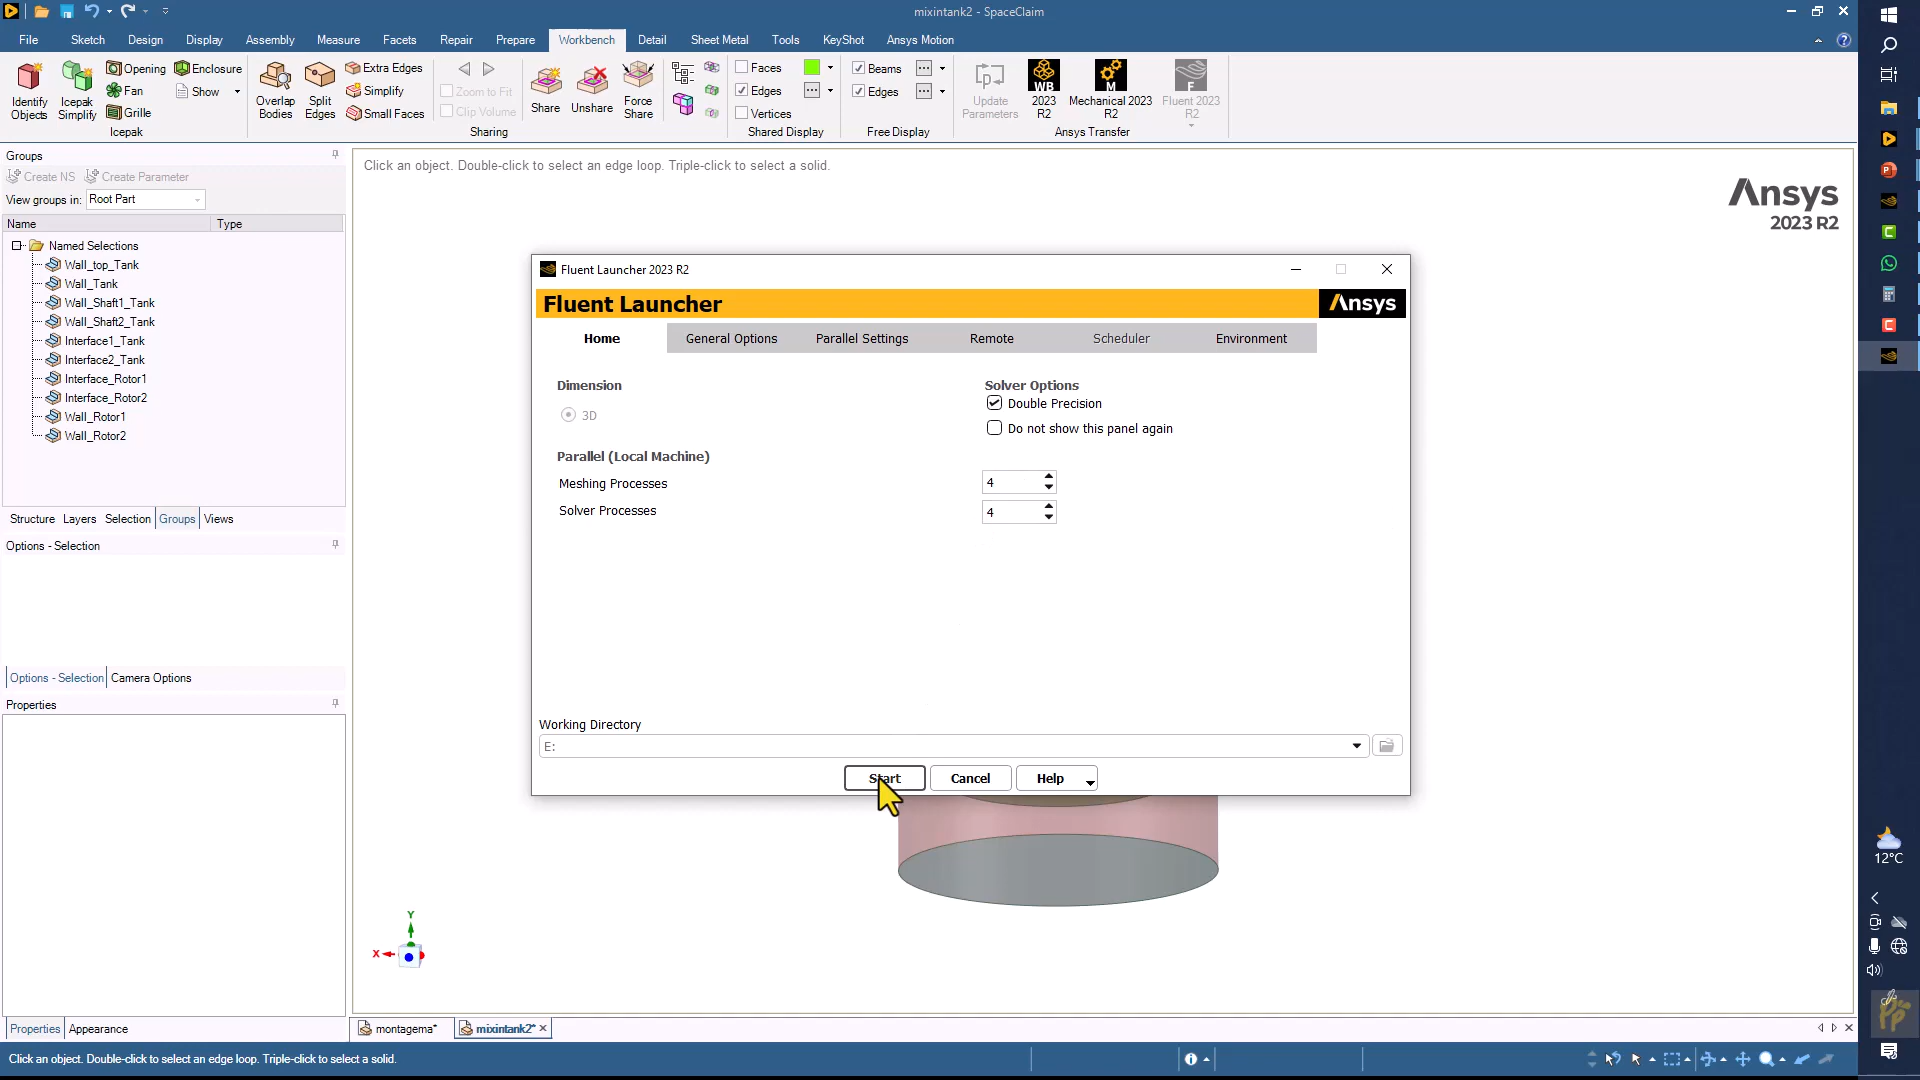 mixintank2 - SpaceClaim
File Sketch Design Display Assembly Measure Facets Repair Prepare Workbench Detail Sheet Metal Tools KeyShot Ansys Motion
Identify Objects
Icepak Simplify
Opening
Fan
Grille
Enclosure
Show
Icepak
Overlap Bodies
Split Edges
Extra Edges
Simplify
Small Faces
Zoom to Fit
Clip Volume
Share
Unshare
Force Share
Sharing
Faces
Edges
Vertices
Shared Display
Beams
Edges
Free Display
Update Parameters
WB
2023 R2
M
Mechanical 2023 R2
F
Fluent 2023 R2
Ansys Transfer
Groups
Create NS Create Parameter
View groups in: Root Part
Name Type
Named Selections
Wall_top_Tank
Wall_Tank
Wall_Shaft1_Tank
Wall_Shaft2_Tank
Interface1_Tank
Interface2_Tank
Interface_Rotor1
Interface_Rotor2
Wall_Rotor1
Wall_Rotor2
Structure Layers Selection Groups Views
Options - Selection
Options - Selection Camera Options
Properties
Properties Appearance
Click an object. Double-click to select an edge loop. Triple-click to select a solid.
Ansys
2023 R2
Fluent Launcher 2023 R2
Fluent Launcher
Ansys
Home General Options Parallel Settings Remote Scheduler Environment
Dimension
3D
Solver Options
Double Precision
Do not show this panel again
Parallel (Local Machine)
Meshing Processes 4
Solver Processes 4
Working Directory
E:
Start Cancel Help
Y
X
montagema* mixintank2*
Click an object. Double-click to select an edge loop. Triple-click to select a solid.
12°C